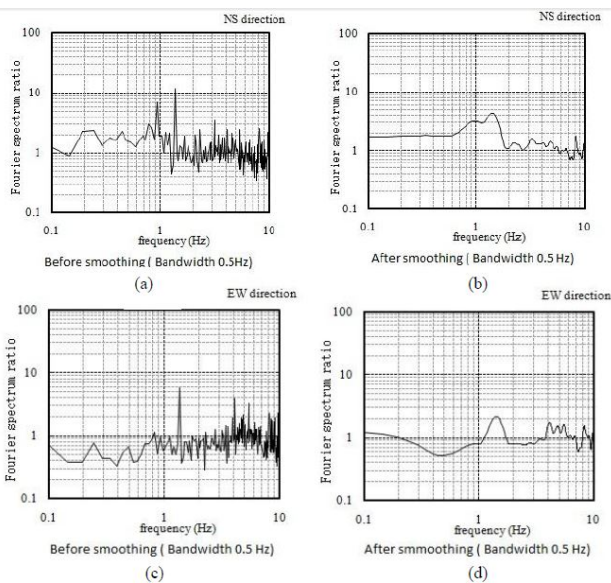 NS direction
100
10
1
0.1
Fourier spectrum ratio
0.1
1
10
frequency (Hz)
Before smoothing ( Bandwidth 0.5Hz)
(a)
NS direction
100
10
1
0.1
Fourier spectrum ratio
0.1
1
10
frequency (Hz)
After smoothing ( Bandwidth 0.5Hz)
(b)
EW direction
100
10
1
0.1
Fourier spectrum ratio
0.1
1
10
frequency (Hz)
Before smoothing ( Bandwidth 0.5 Hz)
(c)
EW direction
100
10
1
0.1
Fourier spectrum ratio
0.1
1
10
frequency (Hz)
After smmoothing ( Bandwidth 0.5 Hz)
(d)